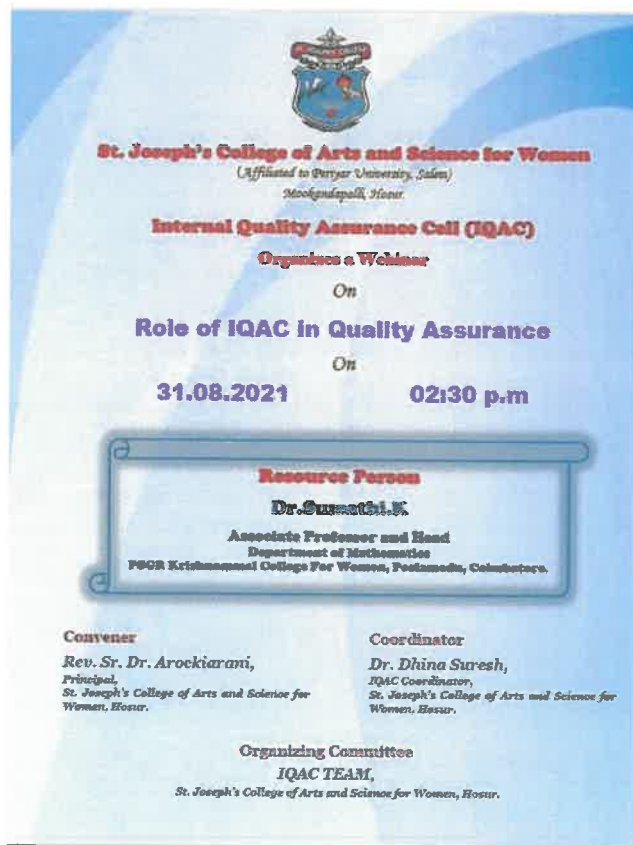 St. Joseph's College of Arts and Science for Women
(Affiliated to Periyar University, Salem)
Mookandapalli, Hosur
Internal Quality Assurance Cell (IQAC)
Organises a Webinar
On
Role of IQAC in Quality Assurance
On
31.08.2021 02:30 p.m
Resource Person
Dr.Sumathi.K
Associate Professor and Head
Department of Mathematics
PSGR Krishnammal College For Women, Peelamedu, Coimbatore.
Convener
Rev. Sr. Dr. Arockiarani,
Principal,
St. Joseph's College of Arts and Science for
Women, Hosur.
Coordinator
Dr. Dhina Suresh,
IQAC Coordinator,
St. Joseph's College of Arts and Science for
Women, Hosur.
Organizing Committee
IQAC TEAM,
St. Joseph's College of Arts and Science for Women, Hosur.